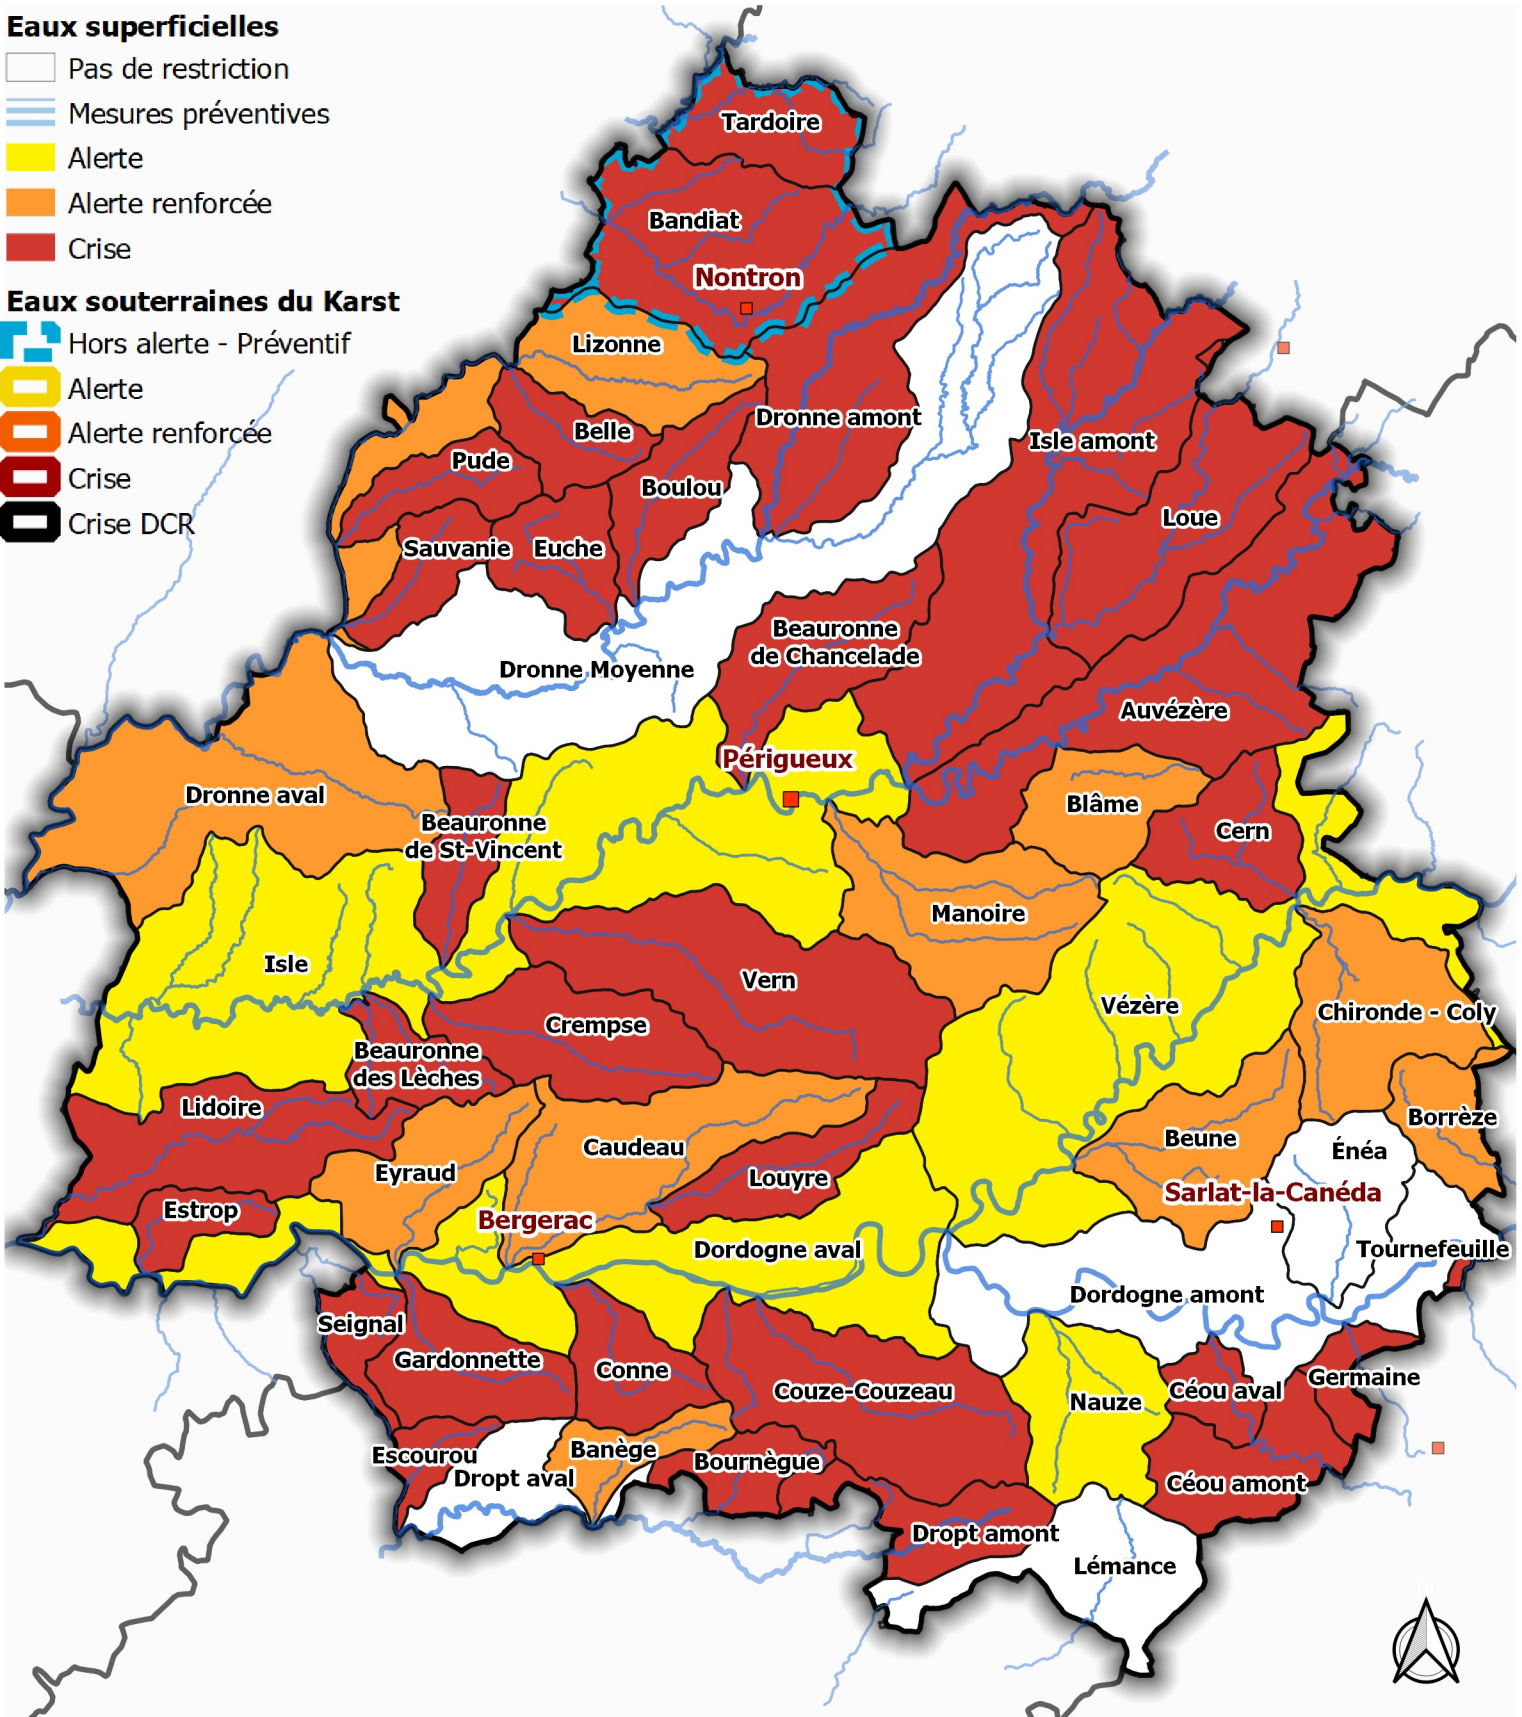 Eaux superficielles
Pas de restriction
Mesures préventives
Alerte
Alerte renforcée
Crise
Eaux souterraines du Karst
Hors alerte - Préventif
Alerte
Alerte renforcée
Crise
Crise DCR
Tardoire
Bandiat
Nontron
Lizonne
Dronne amont
Belle
Isle amont
Pude
Boulou
Loue
Sauvanie
Euche
Beauronne
de Chancelade
Dronne Moyenne
Auvézère
Périgueux
Dronne aval
Blâme
Beauronne
de St-Vincent
Cern
Manoire
Isle
Vern
Vézère
Chironde - Coly
Crempse
Beauronne
des Lèches
Lidoire
Borrèze
Beune
Caudeau
Énéa
Eyraud
Louyre
Sarlat-la-Canéda
Estrop
Bergerac
Dordogne aval
Tournefeuille
Dordogne amont
Seignal
Gardonnette
Conne
Germaine
Couze-Couzeau
Céou aval
Nauze
Banège
Escourou
Bournègue
Dropt aval
Céou amont
Dropt amont
Lémance
N